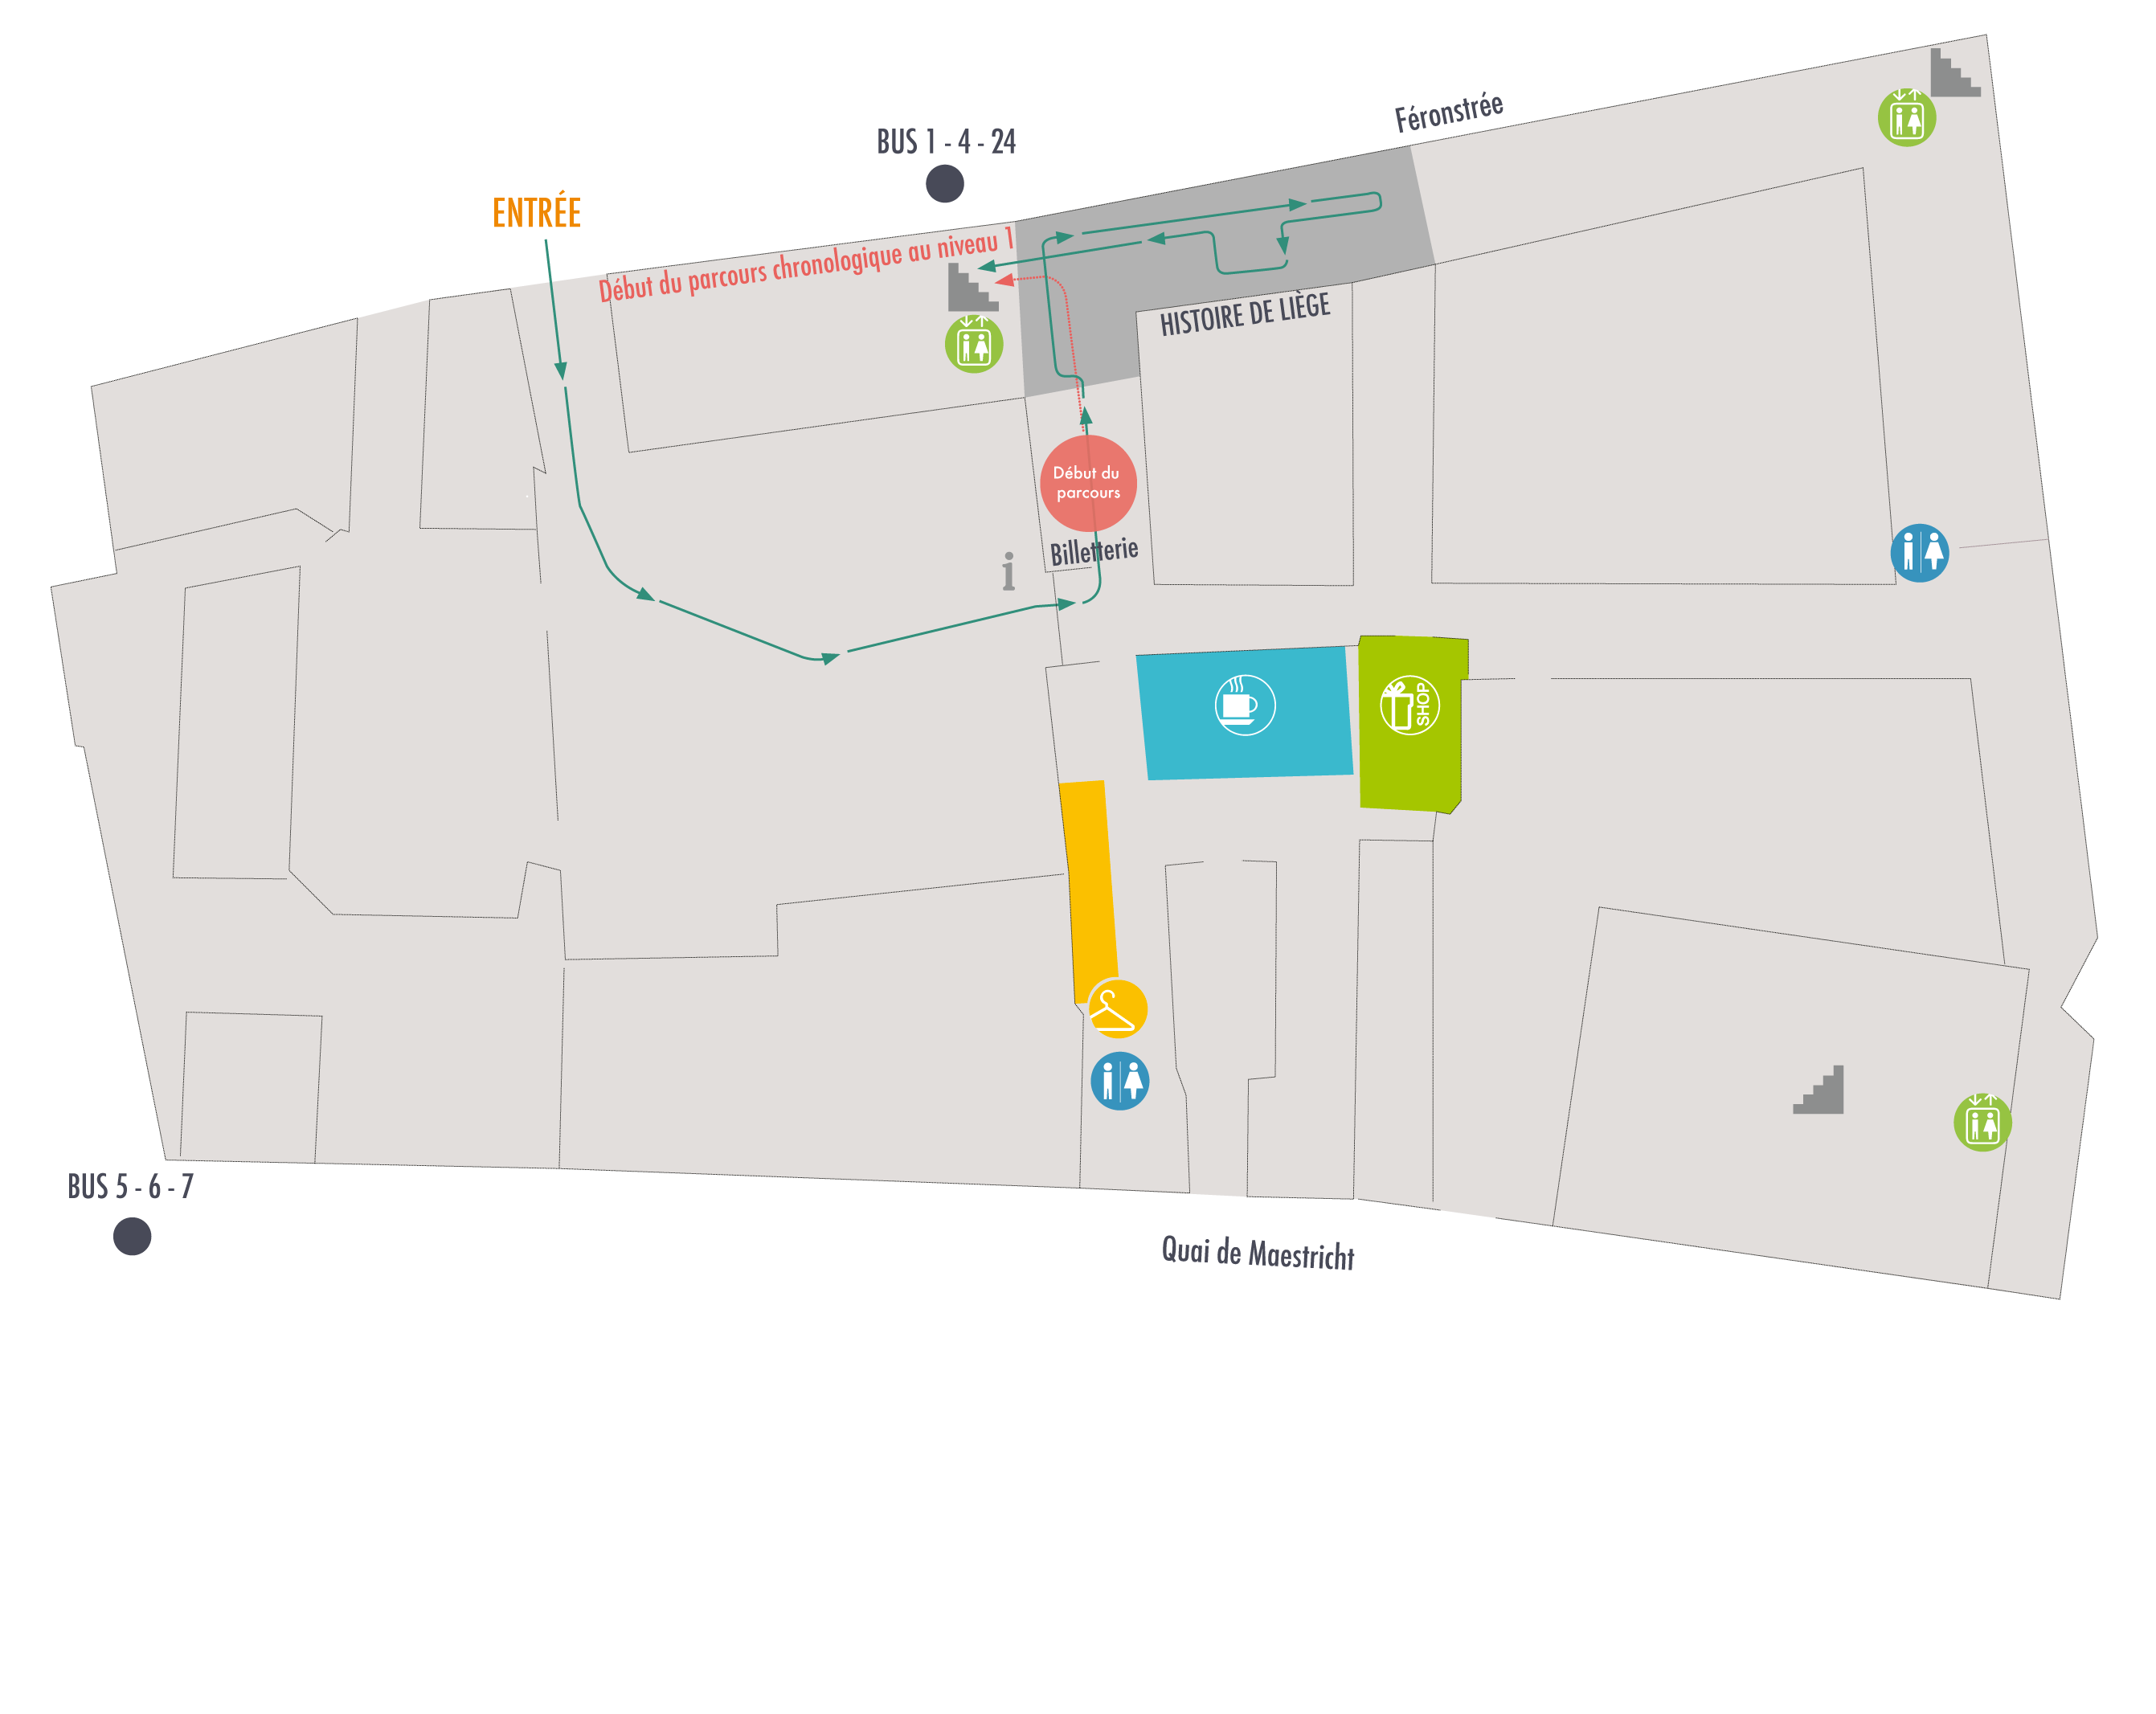 Féronstrée
BUS 1 - 4 - 24
ENTRÉE
Début du parcours chronologique au niveau 1
HISTOIRE DE LIÈGE
Début du
parcours
Billetterie
i
SHOP
BUS 5 - 6 - 7
Quai de Maestricht